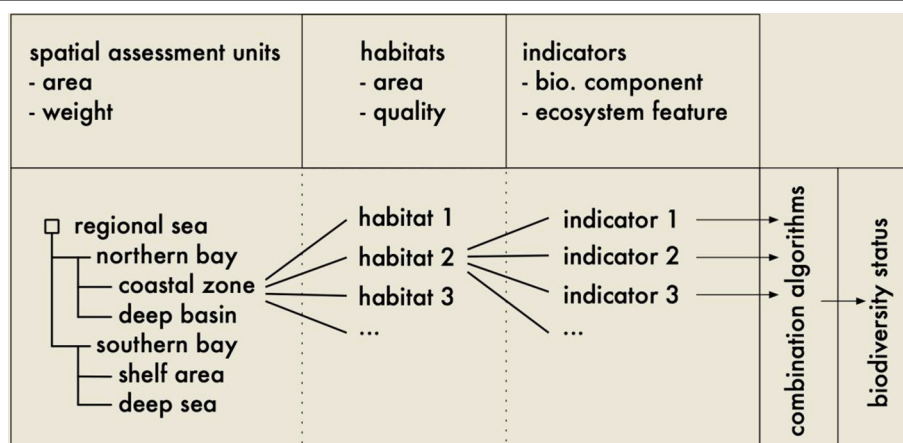 spatial assessment units
- area
- weight
habitats
- area
- quality
indicators
- bio. component
- ecosystem feature
regional sea
northern bay
coastal zone
deep basin
southern bay
shelf area
deep sea
habitat 1
habitat 2
habitat 3
...
indicator 1
indicator 2
indicator 3
...
combination algorithms
biodiversity status